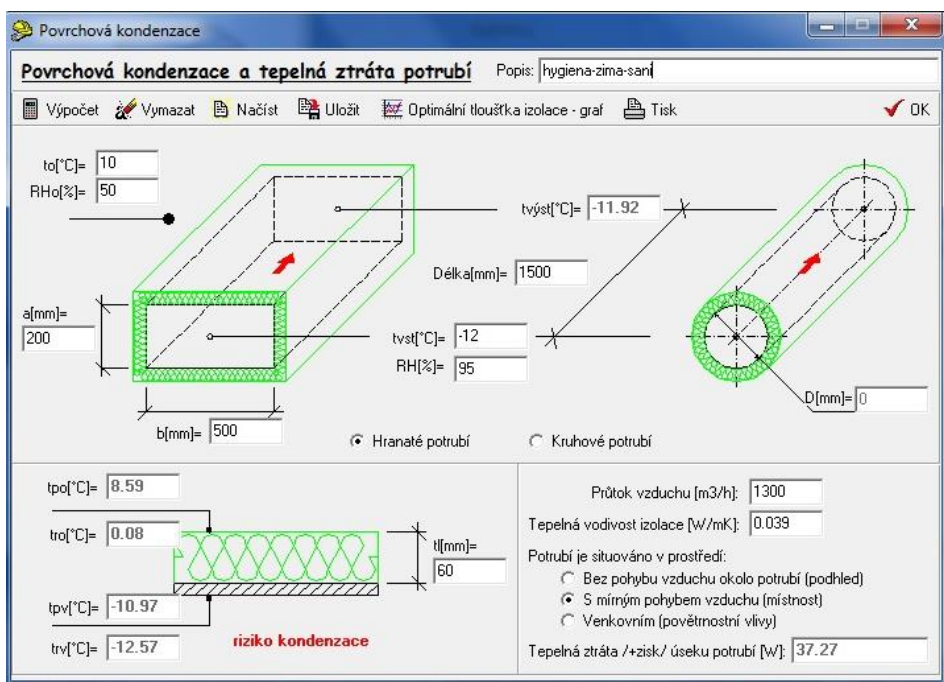 Povrchová kondenzace
Povrchová kondenzace a tepelná ztráta potrubí Popis: hygiena-zima-sani
Výpočet Vymazat Načíst Uložit Optimální tloušťka izolace - graf Tisk OK
to[°C]= 10
RHo[%]= 50
tvýst[°C]= -11.92
Délka[mm]= 1500
a[mm]=
200
tvst[°C]= -12
RH[%]= 95
D[mm]= 0
b[mm]= 500
Hranaté potrubí Kruhové potrubí
tpo[°C]= 8.59
tro[°C]= 0.08
tl[mm]=
60
tpv[°C]= -10.97
trv[°C]= -12.57
riziko kondenzace
Průtok vzduchu [m3/h]: 1300
Tepelná vodivost izolace [W/mK]: 0.039
Potrubí je situováno v prostředí:
Bez pohybu vzduchu okolo potrubí (podhled)
S mírným pohybem vzduchu (místnost)
Venkovním (povětrnostní vlivy)
Tepelná ztráta /+zisk/ úseku potrubí [W]: 37.27